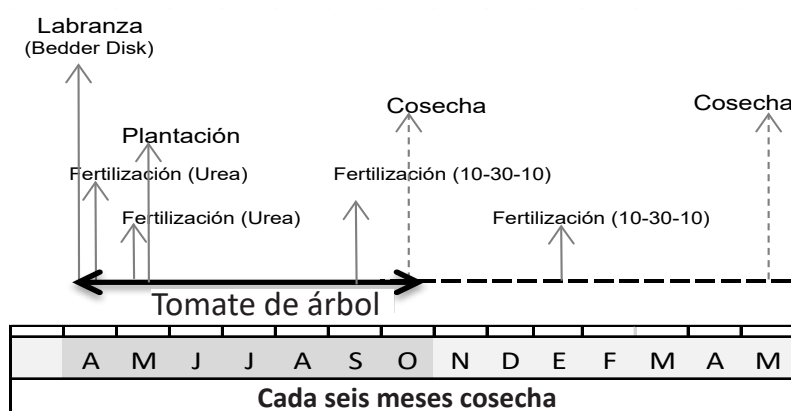 Labranza
(Bedder Disk)
Cosecha
Cosecha
Plantación
Fertilización (Urea)
Fertilización (10-30-10)
Fertilización (Urea)
Fertilización (10-30-10)
Tomate de árbol
A M J J A S O N D E F M A M
Cada seis meses cosecha